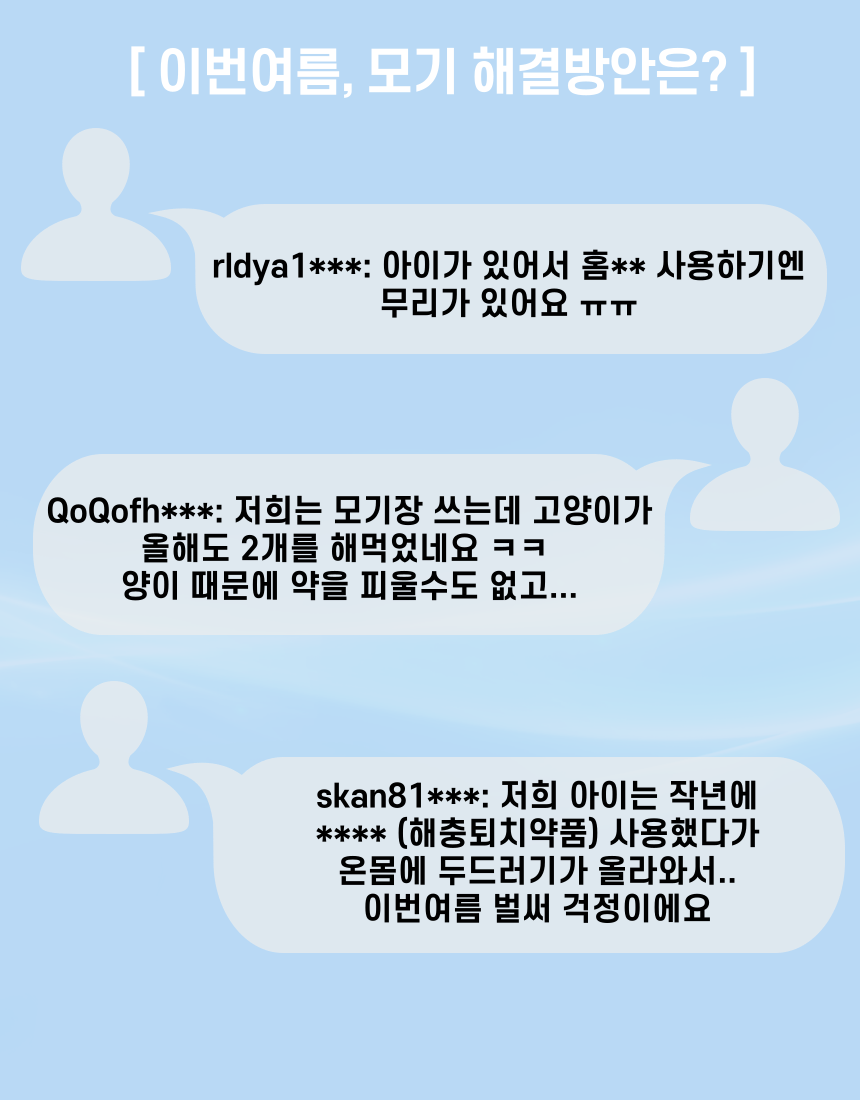 [ 이번여름, 모기 해결방안은? ]
rldya1***: 아이가 있어서 홈** 사용하기엔
무리가 있어요 ㅠㅠ
QoQofh***: 저희는 모기장 쓰는데 고양이가
올해도 2개를 해먹었네요 ㅋㅋ
양이 때문에 약을 피울수도 없고...
skan81***: 저희 아이는 작년에
**** (해충퇴치약품) 사용했다가
온몸에 두드러기가 올라와서..
이번여름 벌써 걱정이에요